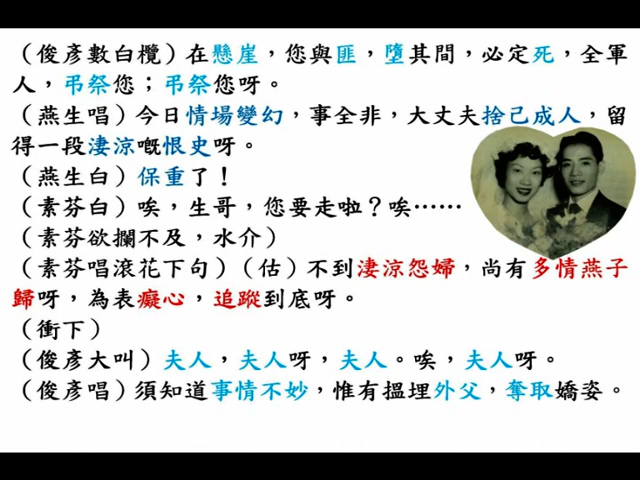 （俊彥數白欖）在懸崖，您與匪，墮其間，必定死，全軍
人，弔祭您；弔祭您呀。
（燕生唱）今日情場變幻，事全非，大丈夫捨己成人，留
得一段淒涼嘅恨史呀。
（燕生白）保重了！
（素芬白）唉，生哥，您要走啦？唉……
（素芬欲攔不及，水介）
（素芬唱滾花下句）（估）不到淒涼怨婦，尚有多情燕子
歸呀，為表癡心，追蹤到底呀。
（衝下）
（俊彥大叫）夫人，夫人呀，夫人。唉，夫人呀。
（俊彥唱）須知道事情不妙，惟有搵埋外父，奪取嬌姿。